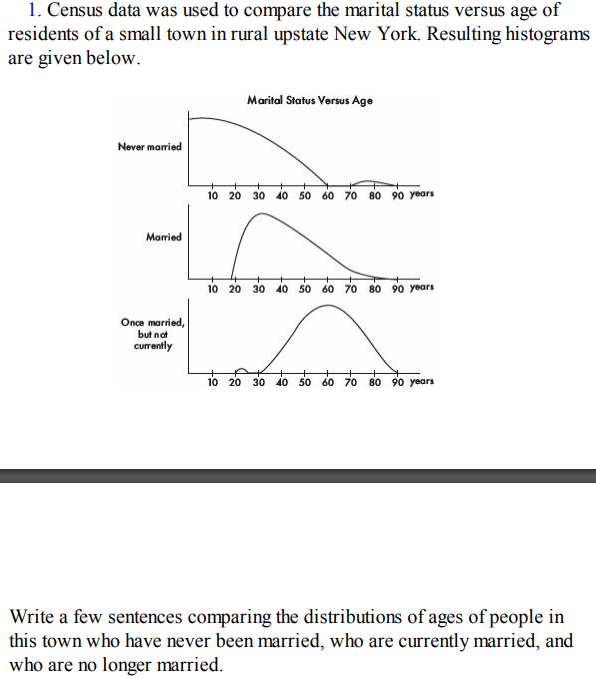 1. Census data was used to compare the marital status versus age of
residents of a small town in rural upstate New York. Resulting histograms
are given below.
Marital Status Versus Age
Never married
10 20 30 40 50 60 70 80 90 years
Married
10 20 30 40 50 60 70 80 90 years
Once married,
but not
currently
10 20 30 40 50 60 70 80 90 years
Write a few sentences comparing the distributions of ages of people in
this town who have never been married, who are currently married, and
who are no longer married.